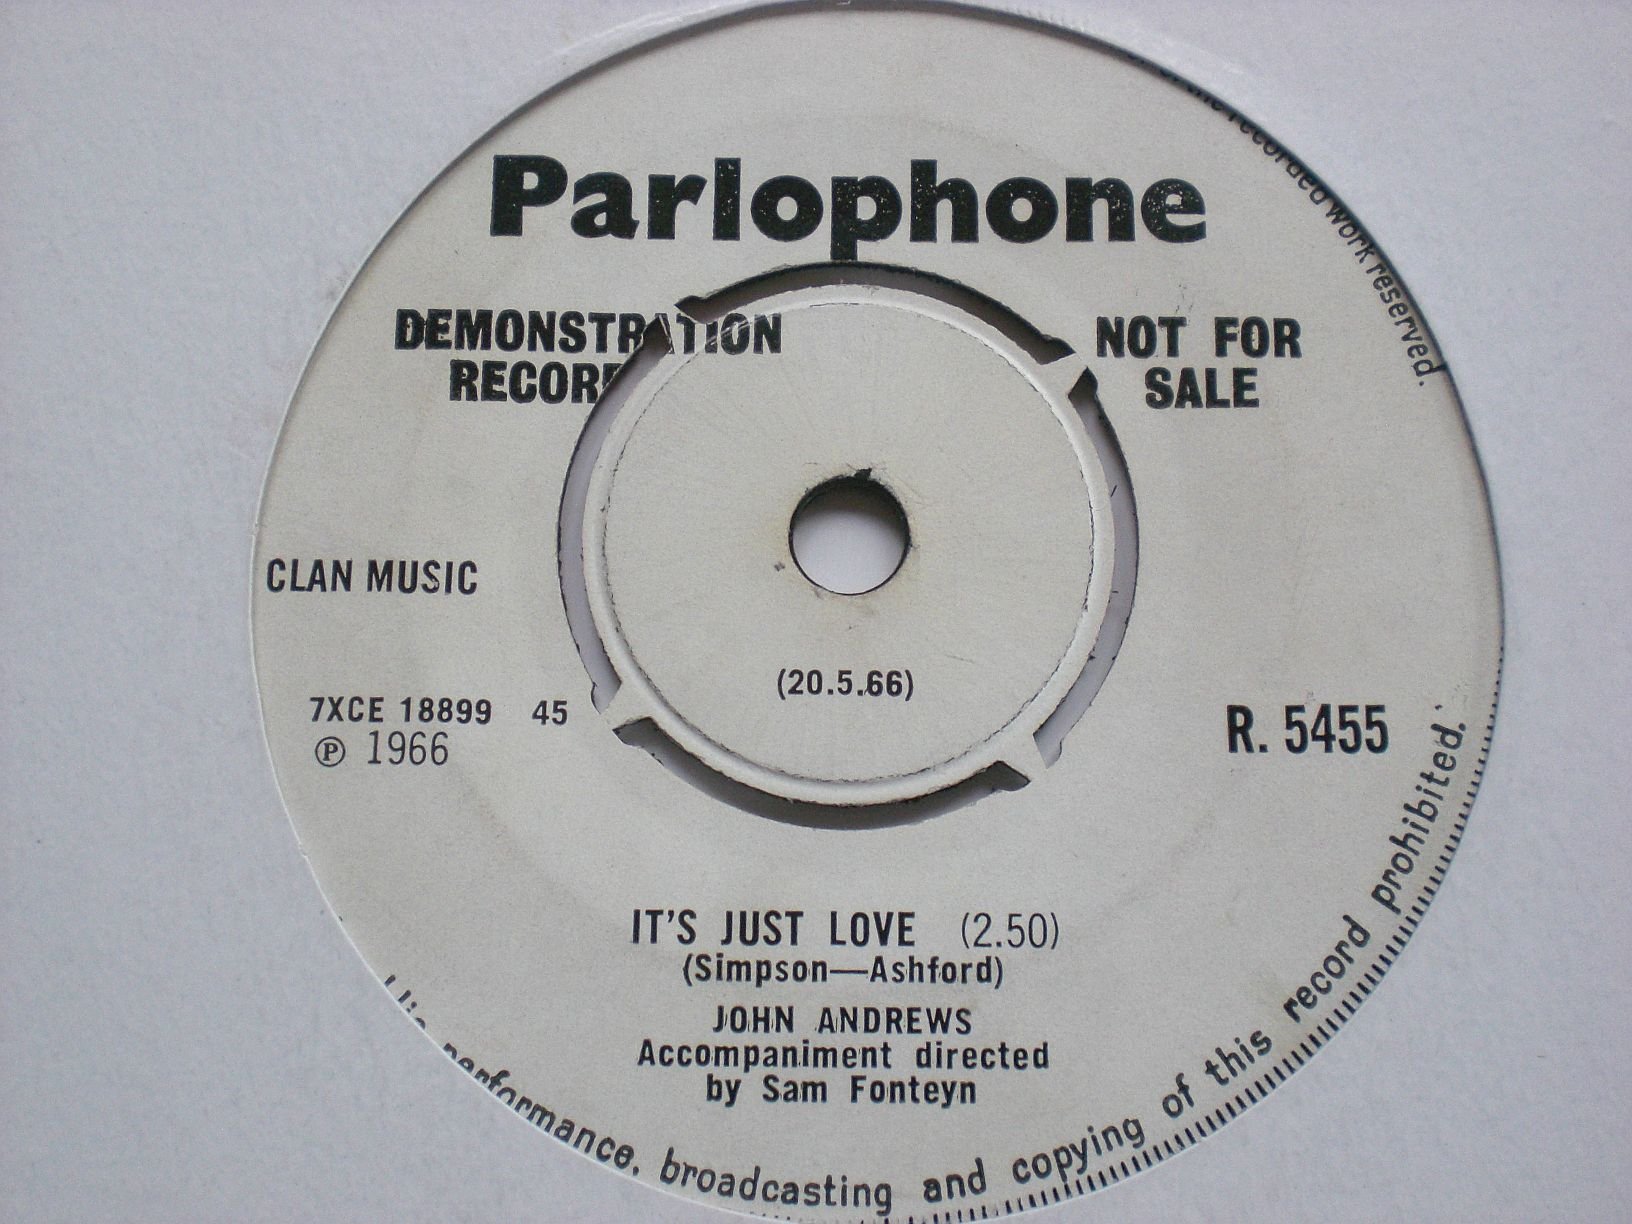 Parlophone
DEMONSTRATION
RECORD
NOT FOR
SALE
CLAN MUSIC
(20.5.66)
7XCE 18899 45
℗ 1966
R. 5455
IT'S JUST LOVE (2.50)
(Simpson—Ashford)
JOHN ANDREWS
Accompaniment directed
by Sam Fonteyn
the recorded work reserved.
performance, broadcasting and copying of this record prohibited.